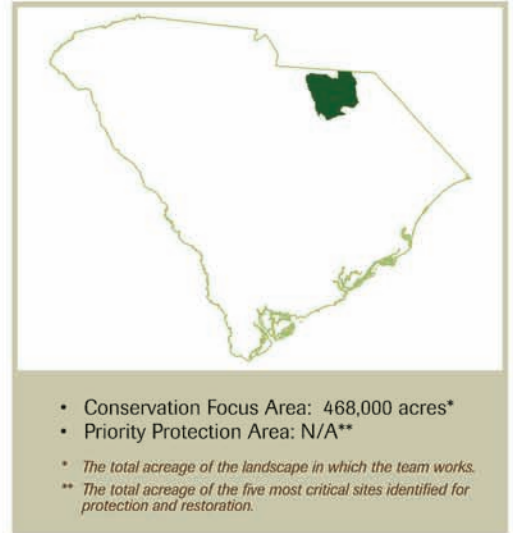 • Conservation Focus Area: 468,000 acres*
• Priority Protection Area: N/A**
* The total acreage of the landscape in which the team works.
** The total acreage of the five most critical sites identified for
protection and restoration.